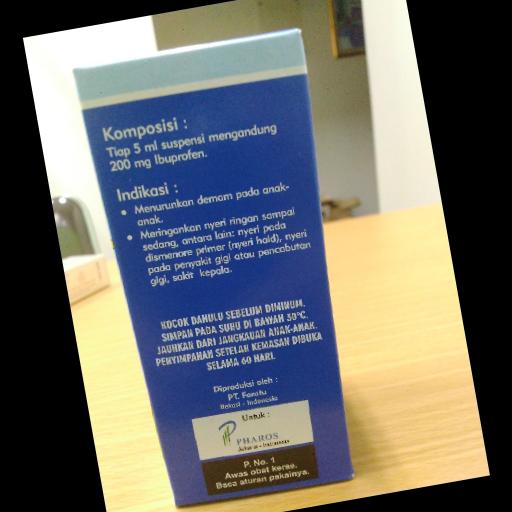 Komposisi :
Tiap 5 ml suspensi mengandung
200 mg Ibuprofen.
Indikasi :
• Menurunkan demam pada anak-
anak.
• Meringankan nyeri ringan sampai
sedang, antara lain: nyeri pada
dismenore primer (nyeri haid), nyeri
pada penyakit gigi atau pencabutan
gigi, sakit kepala.
KOCOK DAHULU SEBELUM DIMINUM.
SIMPAN PADA SUHU DI BAWAH 30°C.
JAUHKAN DARI JANGKAUAN ANAK-ANAK.
PENYIMPANAN SETELAH KEMASAN DIBUKA
SELAMA 60 HARI.
Diproduksi oleh :
PT. Faratu
Bekasi - Indonesia
Untuk :
PHAROS
Jakarta - Indonesia
P. No. 1
Awas obat keras.
Baca aturan pakainya.